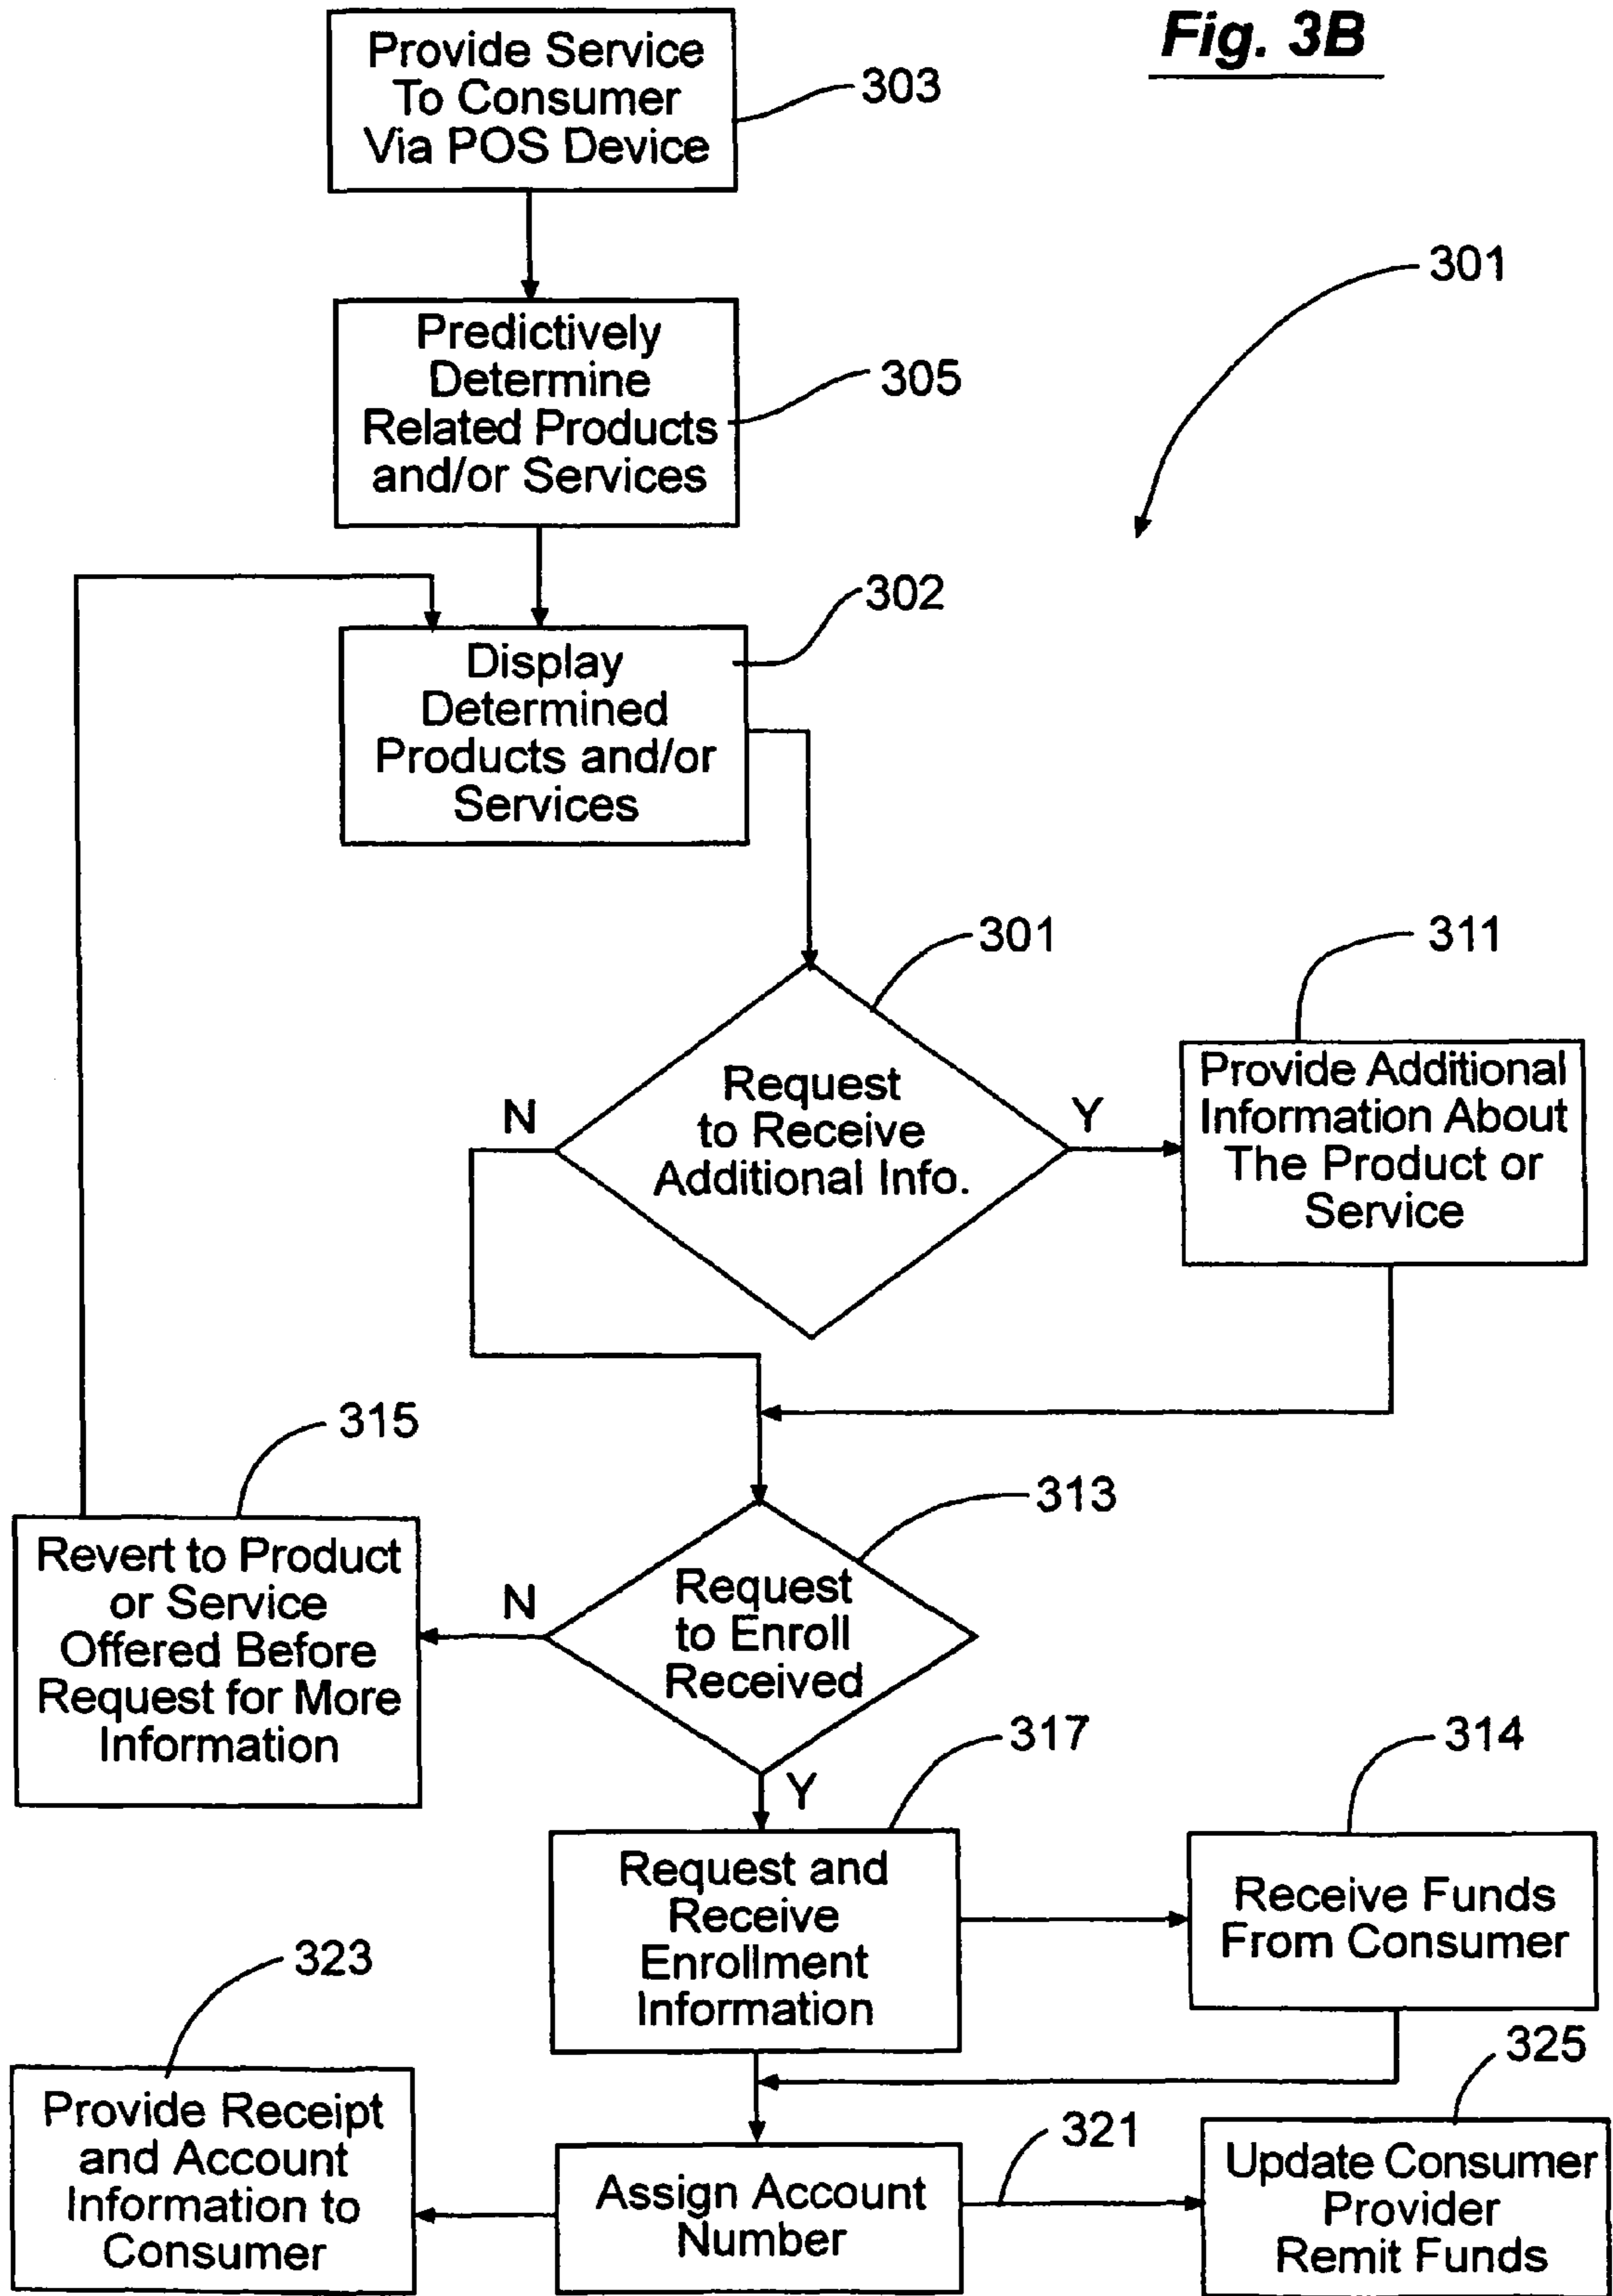 Fig. 3B
Provide Service
To Consumer
Via POS Device
303
301
Predictively
Determine
Related Products
and/or Services
305
302
Display
Determined
Products and/or
Services
301
311
Request
to Receive
Additional Info.
N
Y
Provide Additional
Information About
The Product or
Service
315
313
Revert to Product
or Service
Offered Before
Request for More
Information
N
Request
to Enroll
Received
Y
317
314
Request and
Receive
Enrollment
Information
Receive Funds
From Consumer
323
325
Provide Receipt
and Account
Information to
Consumer
Assign Account
Number
321
Update Consumer
Provider
Remit Funds